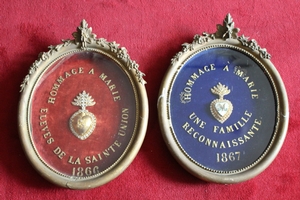 HOMMAGE A MARIE
ELEVES DE LA SAINTE UNION
1866
HOMMAGE A MARIE
UNE FAMILLE
RECONNAISSANTE
1867